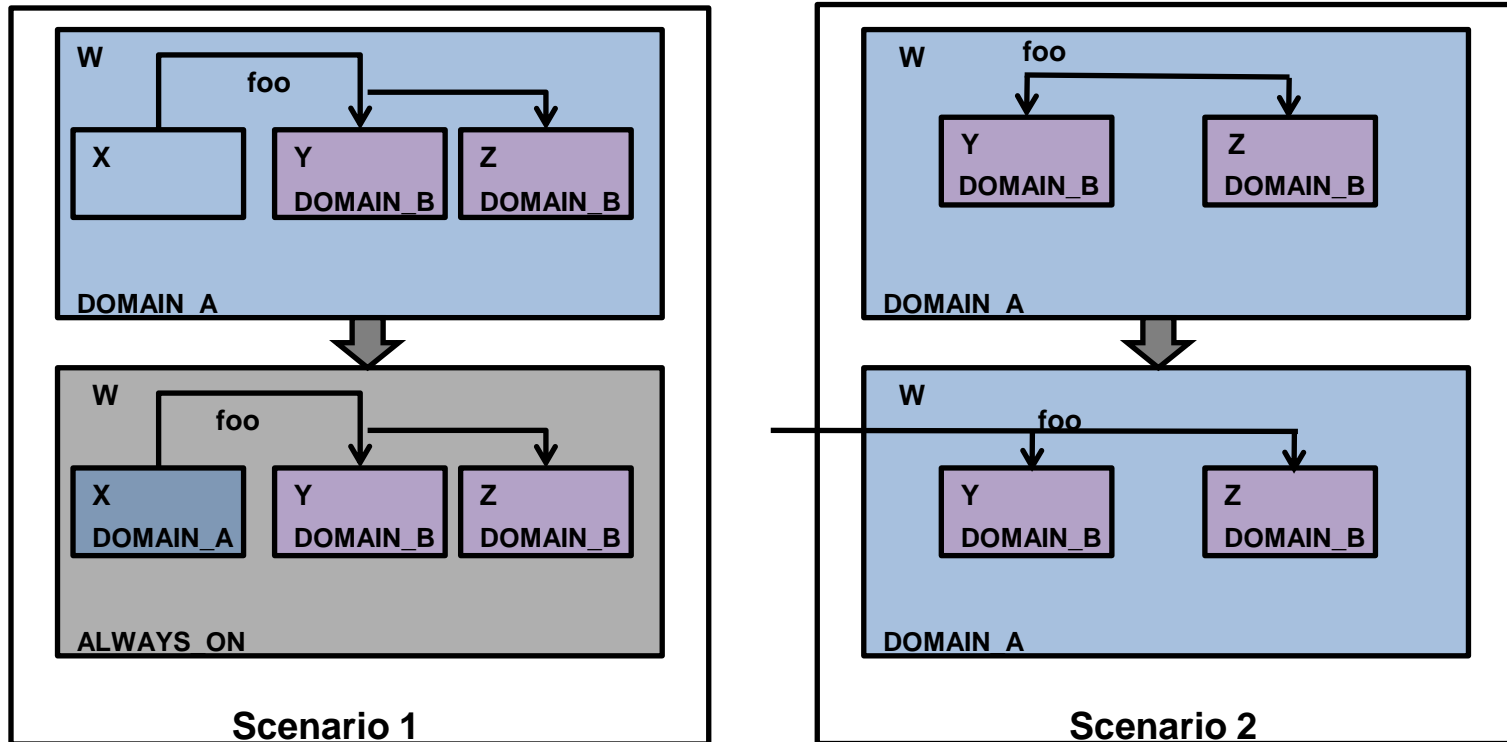 W
foo
X
Y
DOMAIN_B
Z
DOMAIN_B
DOMAIN_A
W
foo
X
DOMAIN_A
Y
DOMAIN_B
Z
DOMAIN_B
ALWAYS_ON
Scenario 1
W
foo
Y
DOMAIN_B
Z
DOMAIN_B
DOMAIN_A
W
foo
Y
DOMAIN_B
Z
DOMAIN_B
DOMAIN_A
Scenario 2